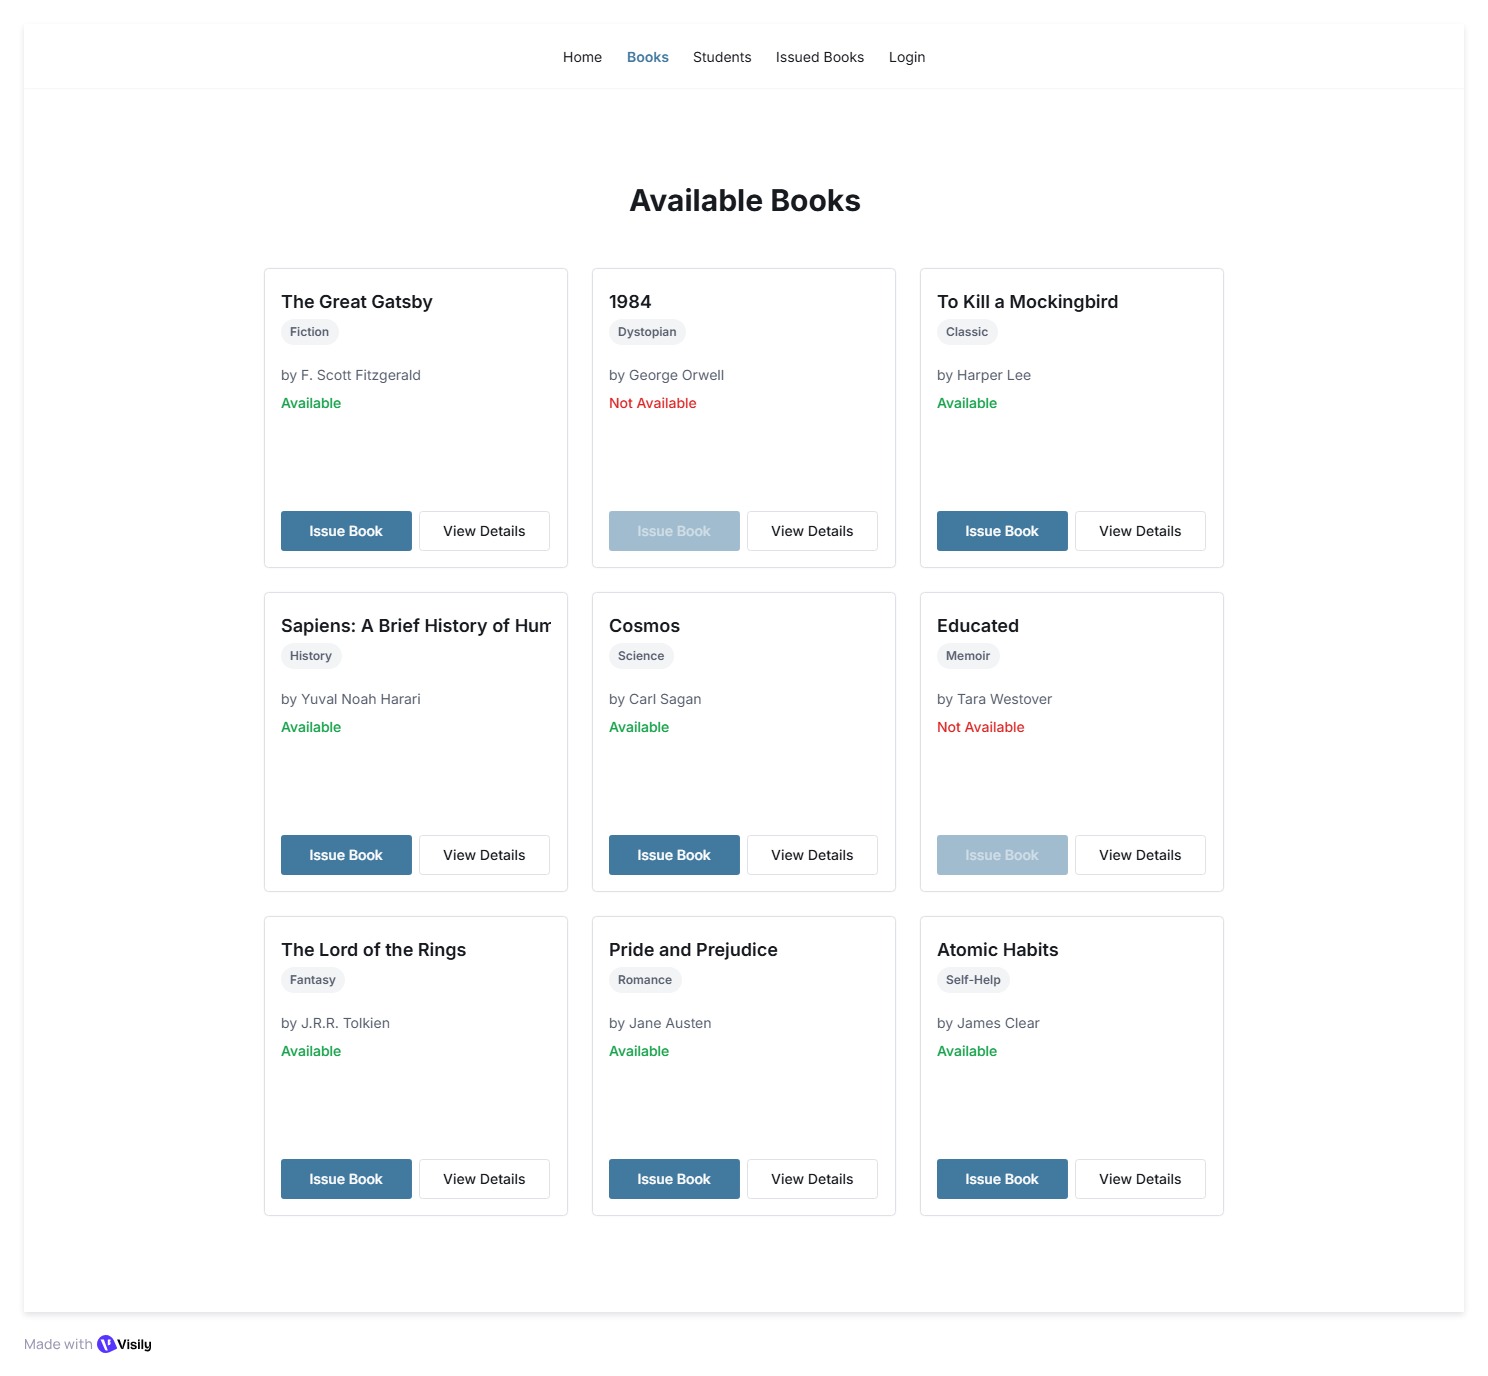 Home Books Students Issued Books Login
Available Books
The Great Gatsby
Fiction
by F. Scott Fitzgerald
Available
Issue Book View Details
1984
Dystopian
by George Orwell
Not Available
Issue Book View Details
To Kill a Mockingbird
Classic
by Harper Lee
Available
Issue Book View Details
Sapiens: A Brief History of Hum
History
by Yuval Noah Harari
Available
Issue Book View Details
Cosmos
Science
by Carl Sagan
Available
Issue Book View Details
Educated
Memoir
by Tara Westover
Not Available
Issue Book View Details
The Lord of the Rings
Fantasy
by J.R.R. Tolkien
Available
Issue Book View Details
Pride and Prejudice
Romance
by Jane Austen
Available
Issue Book View Details
Atomic Habits
Self-Help
by James Clear
Available
Issue Book View Details
Made with Visily